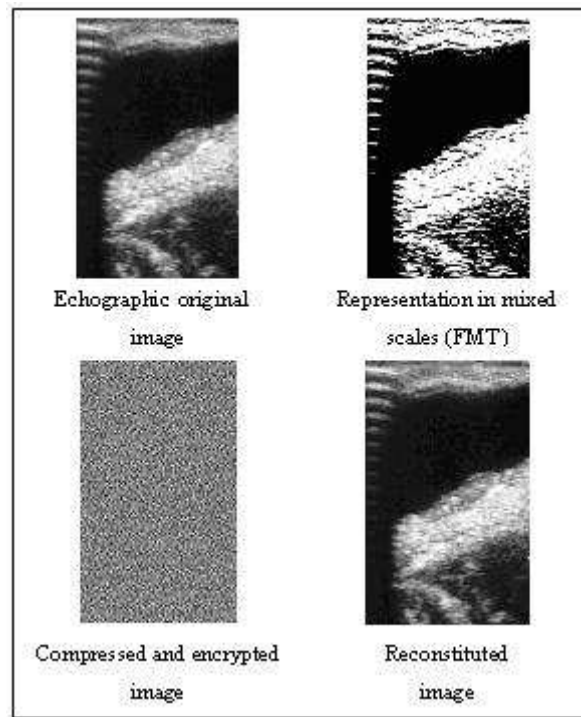 Echographic original
image
Representation in mixed
scales (FMT)
Compressed and encrypted
image
Reconstituted
image